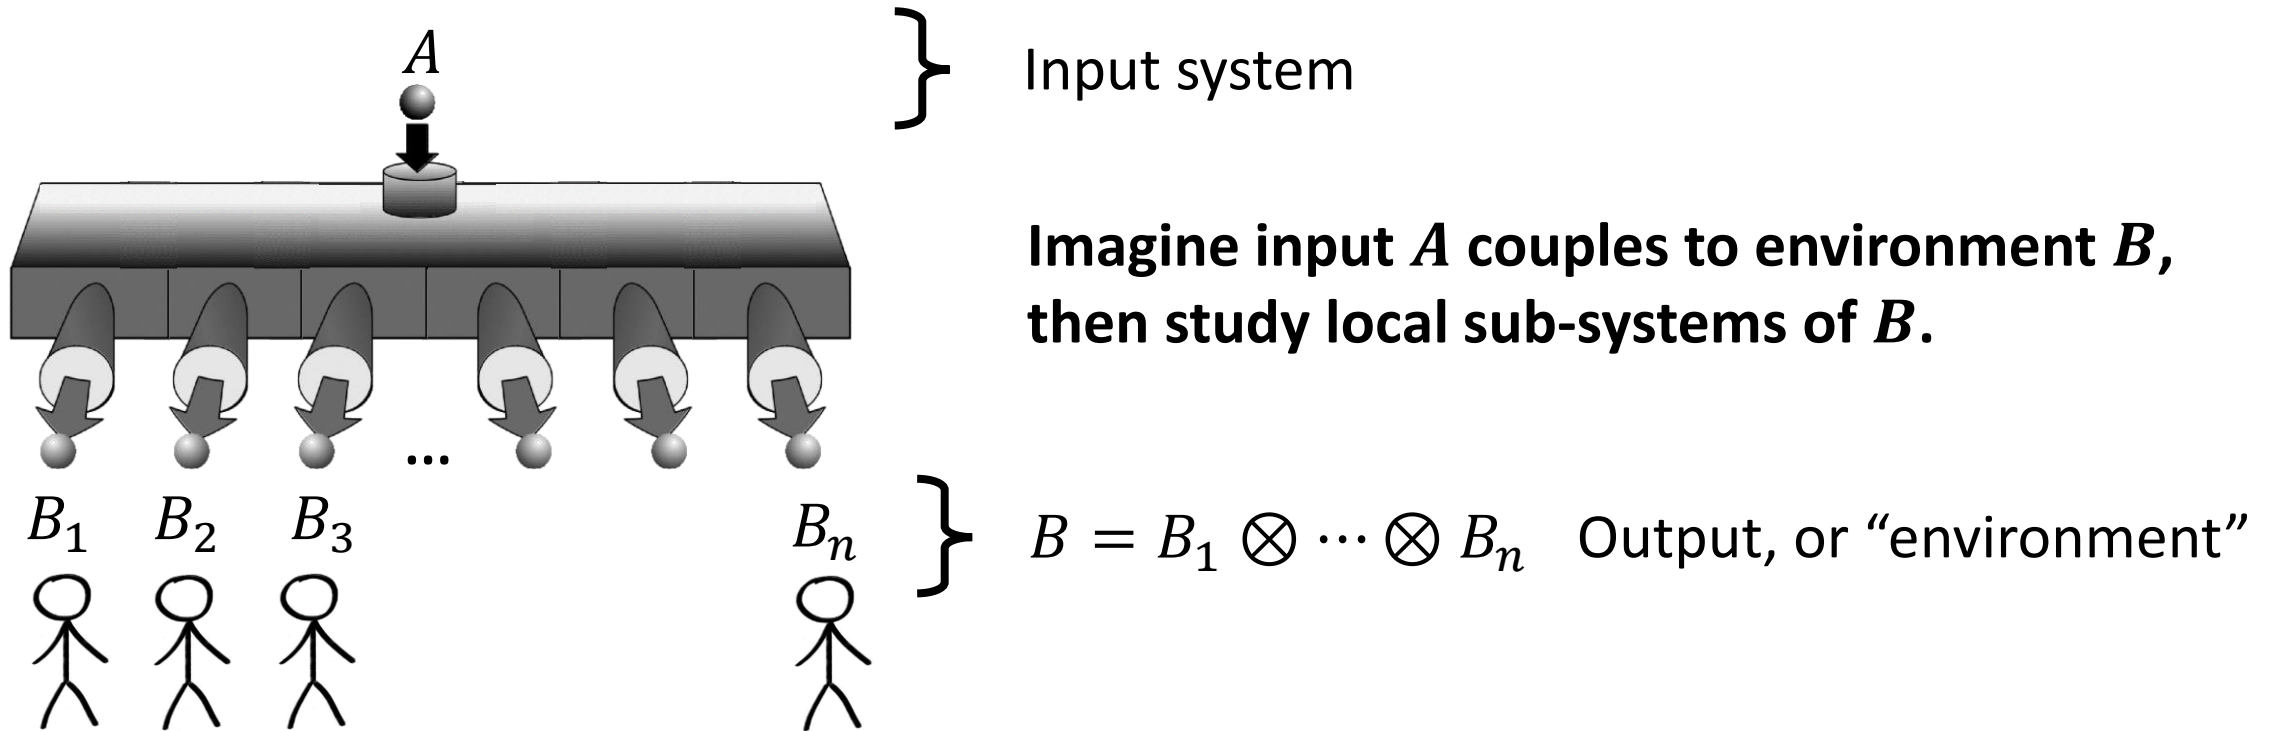 A
Input system
Imagine input A couples to environment B,
then study local sub-systems of B.
...
B₁ B₂ B₃ Bₙ
B = B₁ ⊗ ⋯ ⊗ Bₙ Output, or “environment”